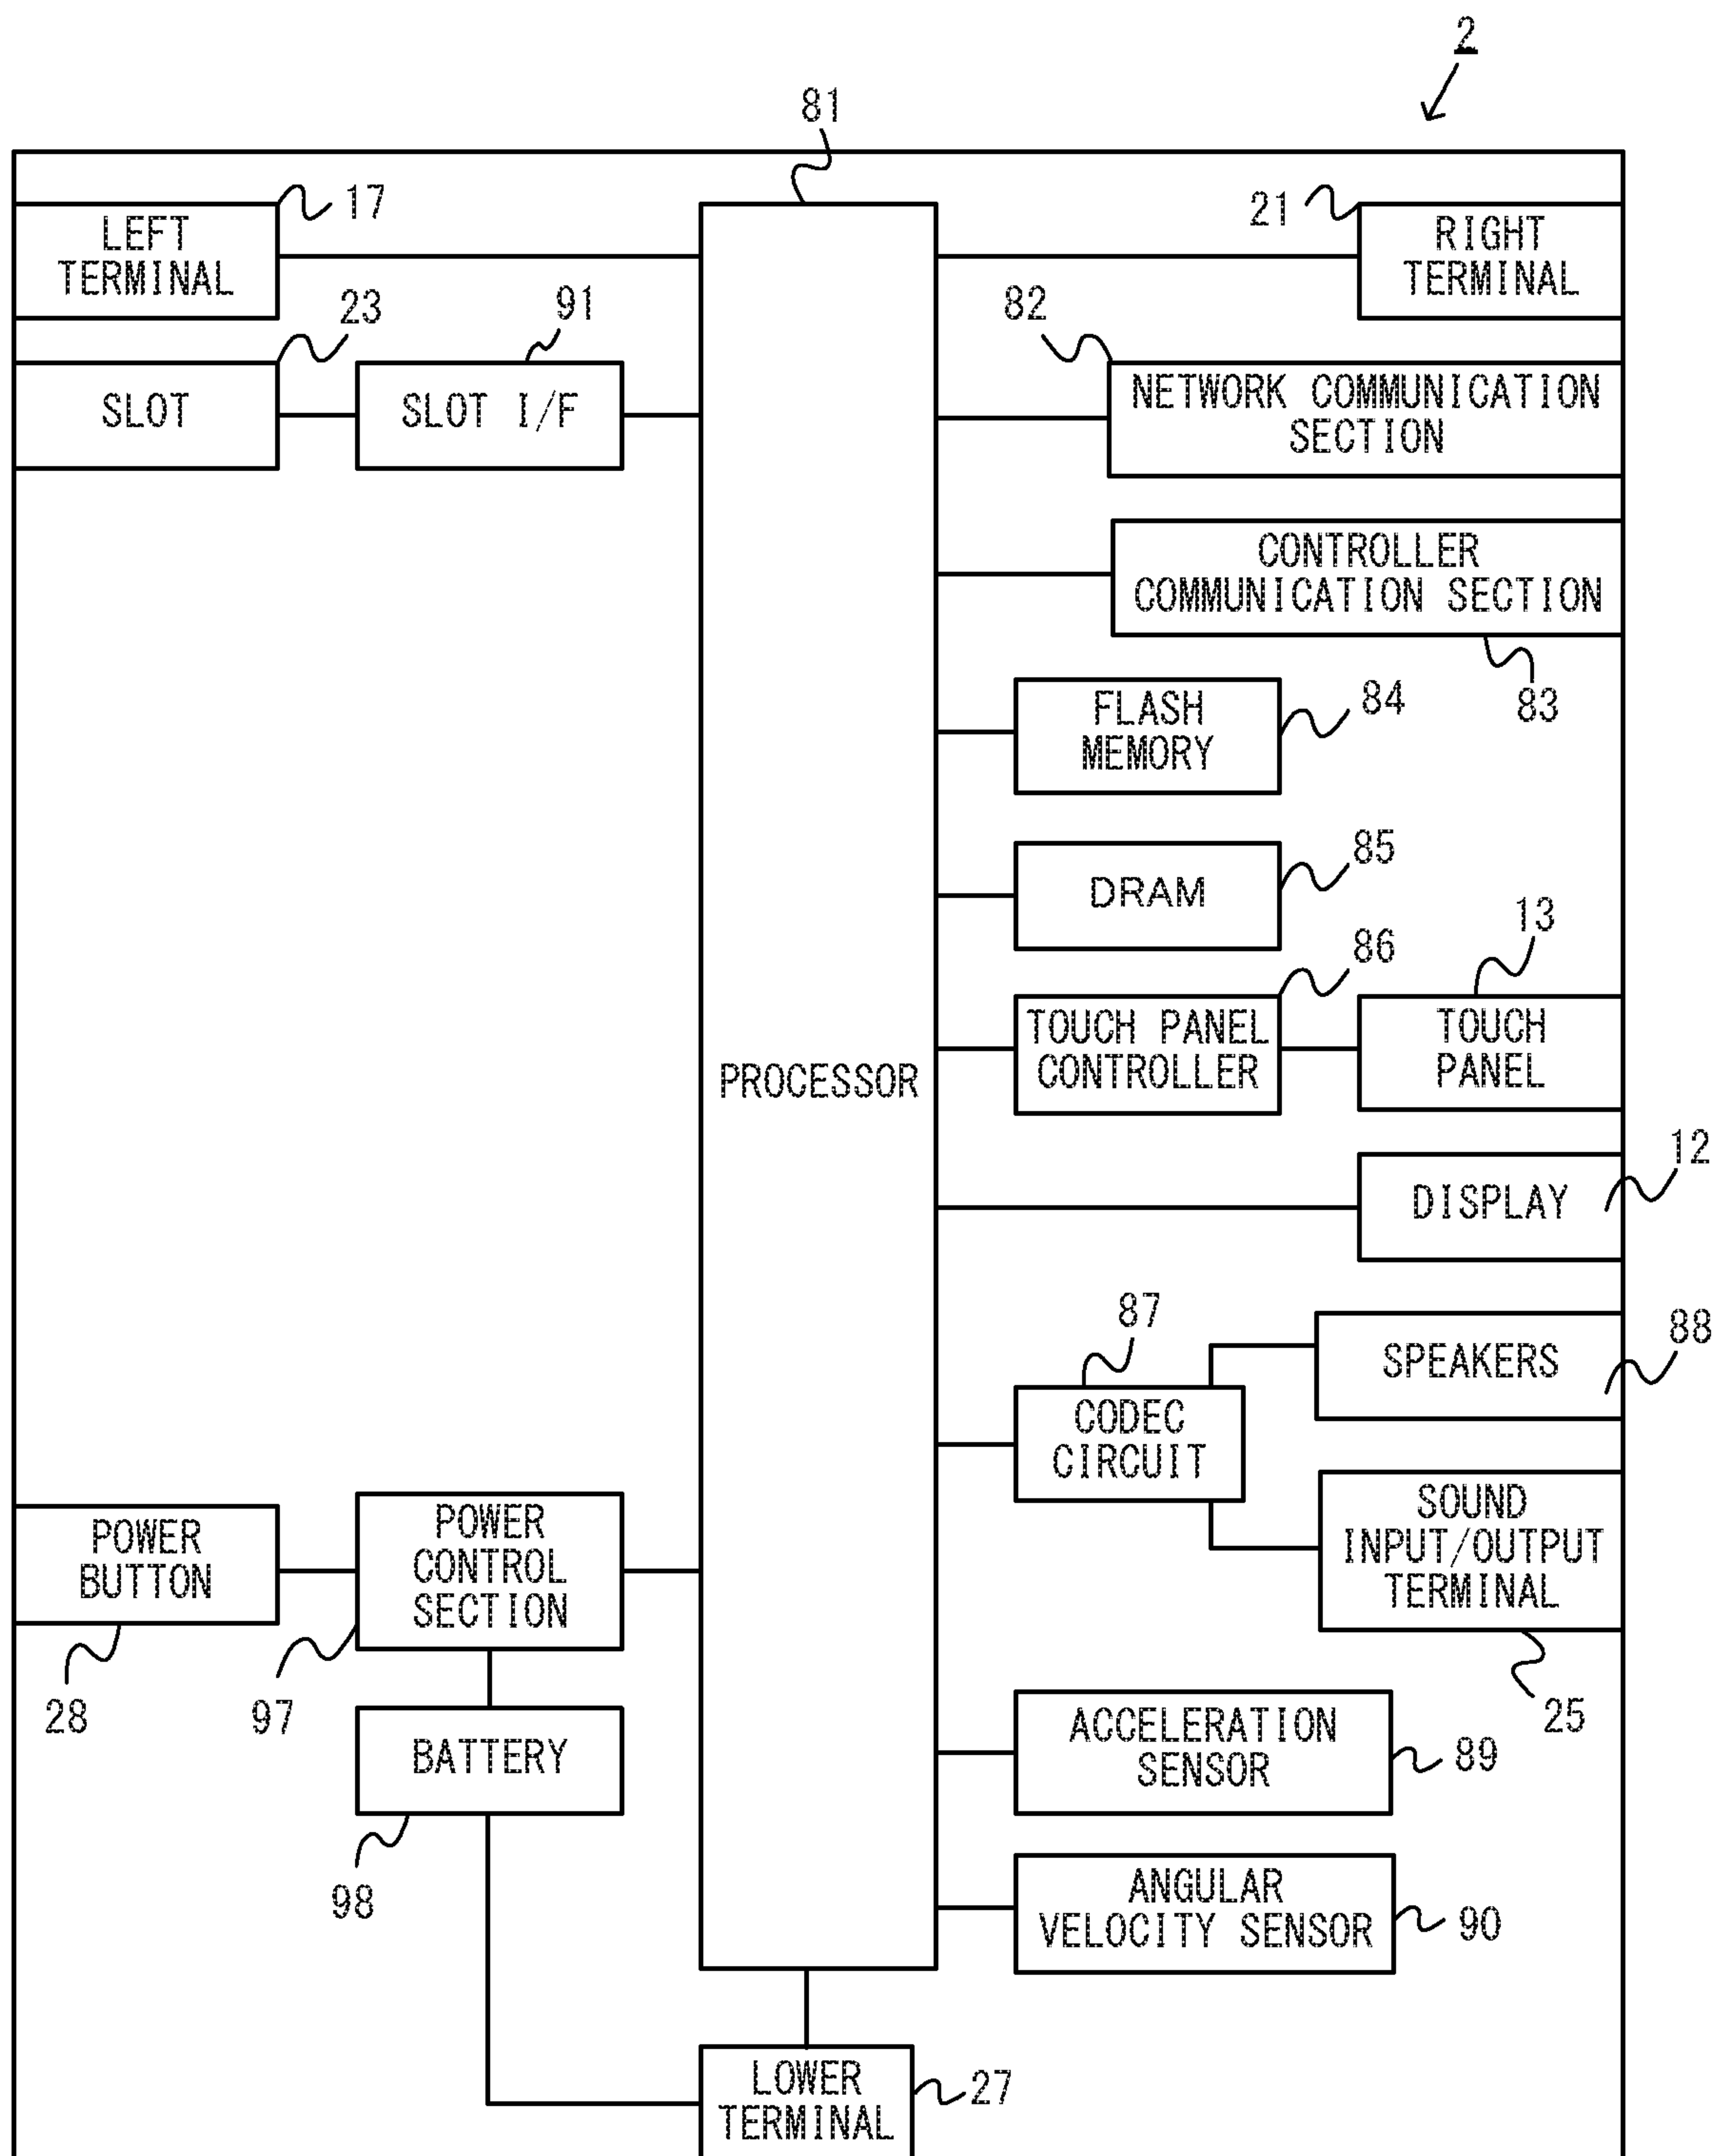 2
81
17
LEFT
TERMINAL
21
RIGHT
TERMINAL
23
SLOT
91
SLOT I/F
82
NETWORK COMMUNICATION
SECTION
CONTROLLER
COMMUNICATION SECTION
83
FLASH
MEMORY
84
DRAM
85
PROCESSOR
86
TOUCH PANEL
CONTROLLER
13
TOUCH
PANEL
DISPLAY
12
87
CODEC
CIRCUIT
SPEAKERS
88
SOUND
INPUT/OUTPUT
TERMINAL
25
POWER
BUTTON
28
POWER
CONTROL
SECTION
97
BATTERY
98
ACCELERATION
SENSOR
89
ANGULAR
VELOCITY SENSOR
90
LOWER
TERMINAL
27